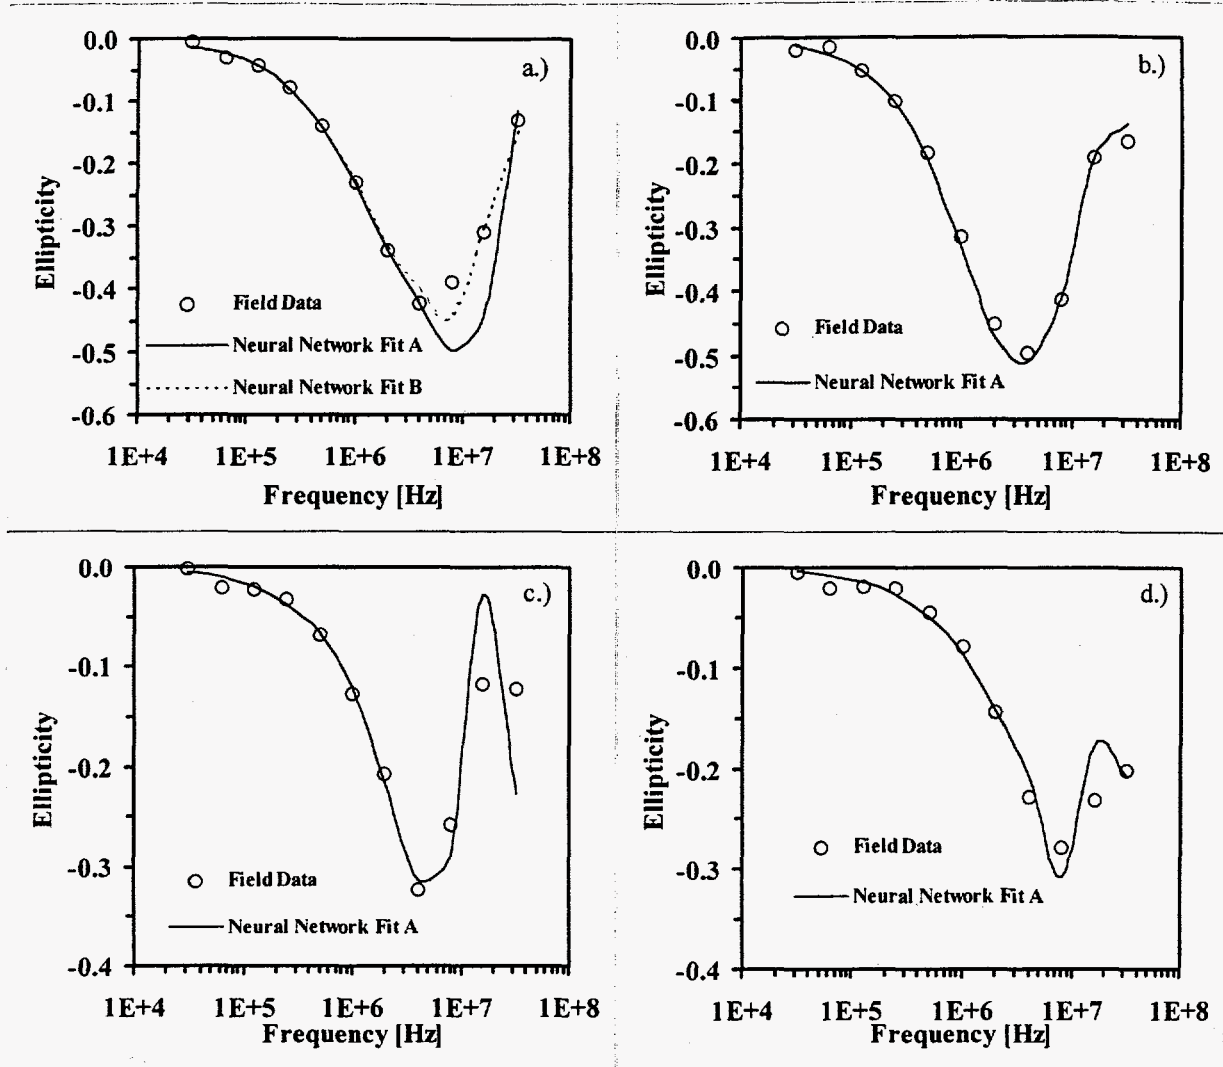 a.)
0.0
-0.1
-0.2
-0.3
-0.4
-0.5
-0.6
Ellipticity
Field Data
Neural Network Fit A
Neural Network Fit B
1E+4 1E+5 1E+6 1E+7 1E+8
Frequency [Hz]
b.)
0.0
-0.1
-0.2
-0.3
-0.4
-0.5
-0.6
Ellipticity
Field Data
Neural Network Fit A
1E+4 1E+5 1E+6 1E+7 1E+8
Frequency [Hz]
c.)
0.0
-0.1
-0.2
-0.3
-0.4
Ellipticity
Field Data
Neural Network Fit A
1E+4 1E+5 1E+6 1E+7 1E+8
Frequency [Hz]
d.)
0.0
-0.1
-0.2
-0.3
-0.4
Ellipticity
Field Data
Neural Network Fit A
1E+4 1E+5 1E+6 1E+7 1E+8
Frequency [Hz]